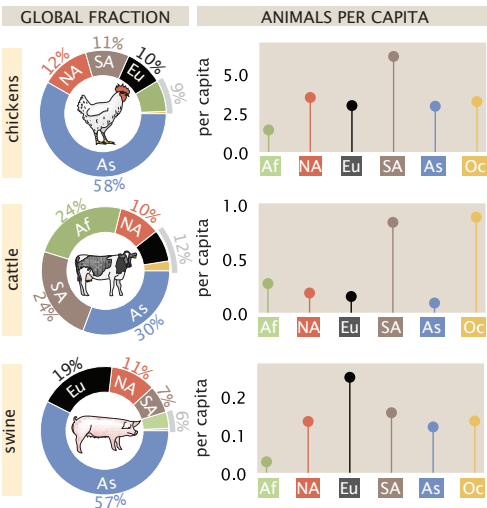 GLOBAL FRACTION
ANIMALS PER CAPITA
chickens
12%
11%
10%
9%
NA
SA
Eu
As
58%
per capita
5.0
2.5
0.0
Af NA Eu SA As Oc
cattle
24%
10%
12%
Af
NA
SA
24%
As
30%
per capita
1.0
0.5
0.0
Af NA Eu SA As Oc
swine
19%
11%
7%
6%
Eu
NA
SA
As
57%
per capita
0.2
0.1
0.0
Af NA Eu SA As Oc